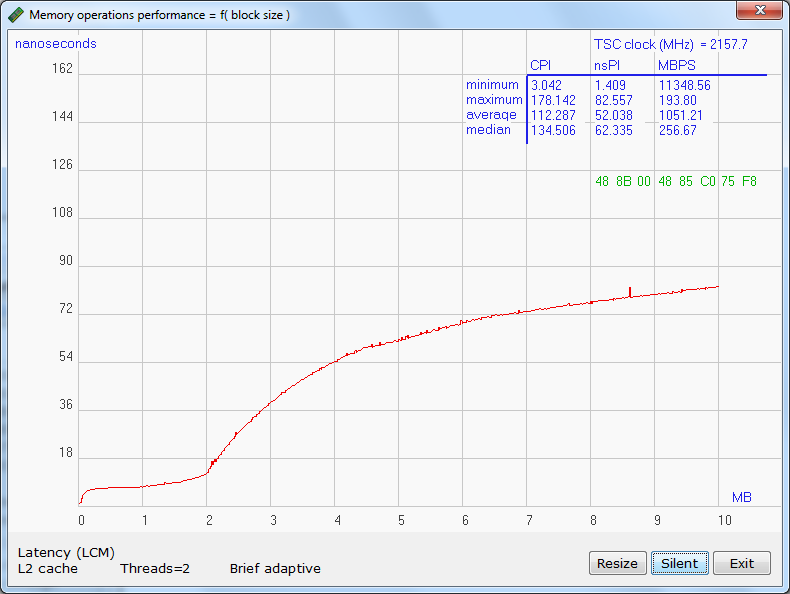 Memory operations performance = f( block size )
nanoseconds
TSC clock (MHz) = 2157.7
CPI nsPI MBPS
minimum 3.042 1.409 11348.56
maximum 178.142 82.557 193.80
average 112.287 52.038 1051.21
median 134.506 62.335 256.67
48 8B 00 48 85 C0 75 F8
162
144
126
108
90
72
54
36
18
MB
0 1 2 3 4 5 6 7 8 9 10
Latency (LCM)
L2 cache Threads=2 Brief adaptive
Resize Silent Exit